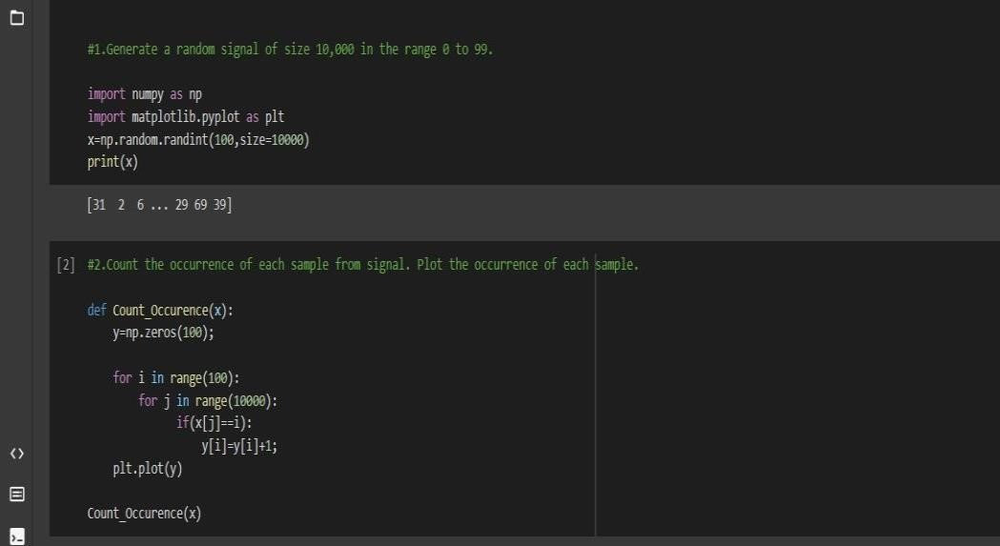 #1.Generate a random signal of size 10,000 in the range 0 to 99.
import numpy as np
import matplotlib.pyplot as plt
x=np.random.randint(100,size=10000)
print(x)
[31 2 6 ... 29 69 39]
[2] #2.Count the occurrence of each sample from signal. Plot the occurrence of each sample.
def Count_Occurence(x):
y=np.zeros(100);
for i in range(100):
for j in range(10000):
if(x[j]==i):
y[i]=y[i]+1;
plt.plot(y)
Count_Occurence(x)